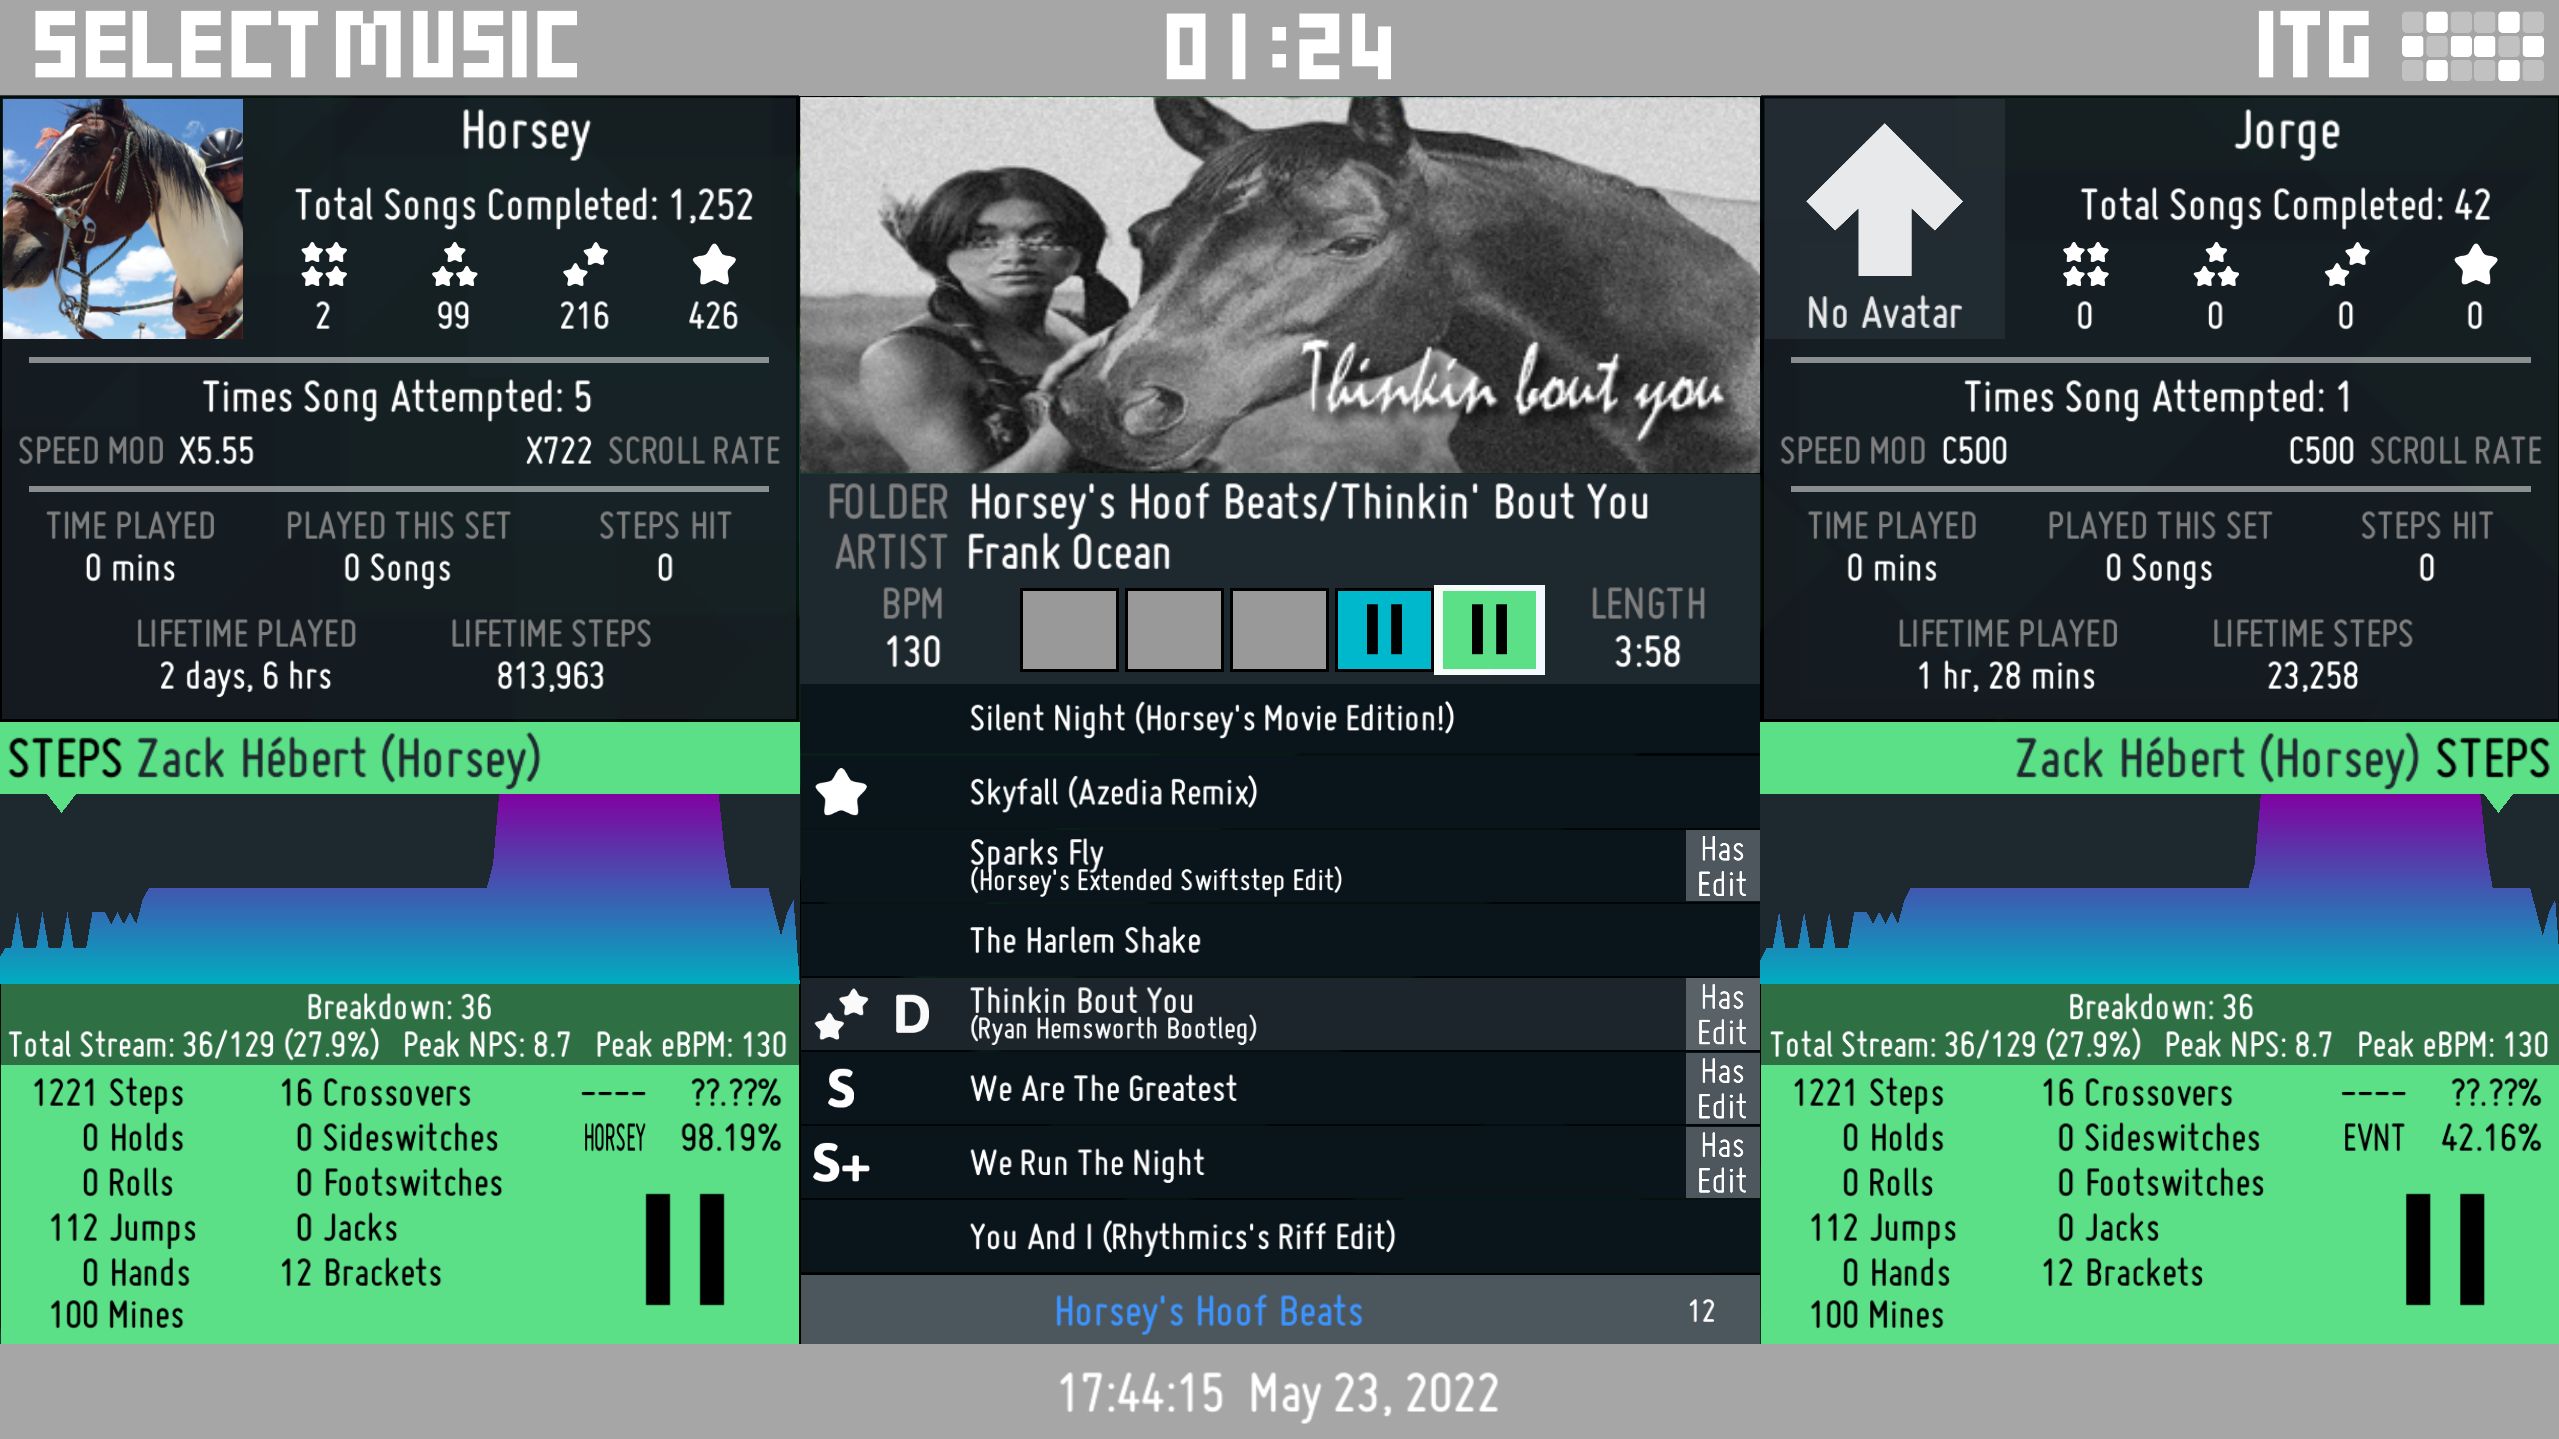 SELECT MUSIC
01:24
ITG
Horsey
Total Songs Completed: 1,252
2 99 216 426
Times Song Attempted: 5
SPEED MOD X5.55 X722 SCROLL RATE
TIME PLAYED PLAYED THIS SET STEPS HIT
0 mins 0 Songs 0
LIFETIME PLAYED LIFETIME STEPS
2 days, 6 hrs 813,963
STEPS Zack Hébert (Horsey)
Breakdown: 36
Total Stream: 36/129 (27.9%) Peak NPS: 8.7 Peak eBPM: 130
1221 Steps 16 Crossovers ---- ??.??%
0 Holds 0 Sideswitches HORSEY 98.19%
0 Rolls 0 Footswitches
112 Jumps 0 Jacks
0 Hands 12 Brackets
100 Mines
11
Thinkin bout you
FOLDER Horsey's Hoof Beats/Thinkin' Bout You
ARTIST Frank Ocean
BPM LENGTH
130 11 11 3:58
Silent Night (Horsey's Movie Edition!)
Skyfall (Azedia Remix)
Sparks Fly
(Horsey's Extended Swiftstep Edit)
Has
Edit
The Harlem Shake
D Thinkin Bout You
(Ryan Hemsworth Bootleg)
Has
Edit
S We Are The Greatest
Has
Edit
S+ We Run The Night
Has
Edit
You And I (Rhythmics's Riff Edit)
Horsey's Hoof Beats 12
No Avatar
Jorge
Total Songs Completed: 42
0 0 0 0
Times Song Attempted: 1
SPEED MOD C500 C500 SCROLL RATE
TIME PLAYED PLAYED THIS SET STEPS HIT
0 mins 0 Songs 0
LIFETIME PLAYED LIFETIME STEPS
1 hr, 28 mins 23,258
Zack Hébert (Horsey) STEPS
Breakdown: 36
Total Stream: 36/129 (27.9%) Peak NPS: 8.7 Peak eBPM: 130
1221 Steps 16 Crossovers ---- ??.??%
0 Holds 0 Sideswitches EVNT 42.16%
0 Rolls 0 Footswitches
112 Jumps 0 Jacks
0 Hands 12 Brackets
100 Mines
11
17:44:15 May 23, 2022